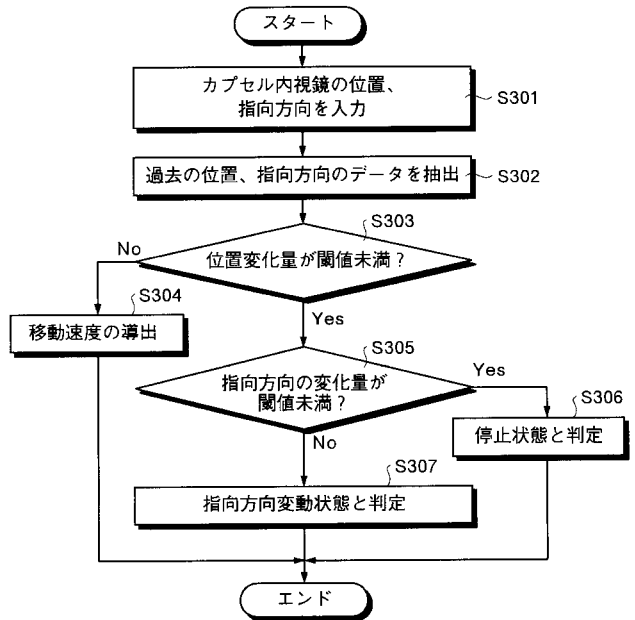 スタート
カプセル内視鏡の位置、
指向方向を入力
S301
過去の位置、指向方向のデータを抽出
S302
S303
位置変化量が閾値未満？
No
Yes
S304
移動速度の導出
S305
指向方向の変化量が
閾値未満？
Yes
No
S306
停止状態と判定
S307
指向方向変動状態と判定
エンド